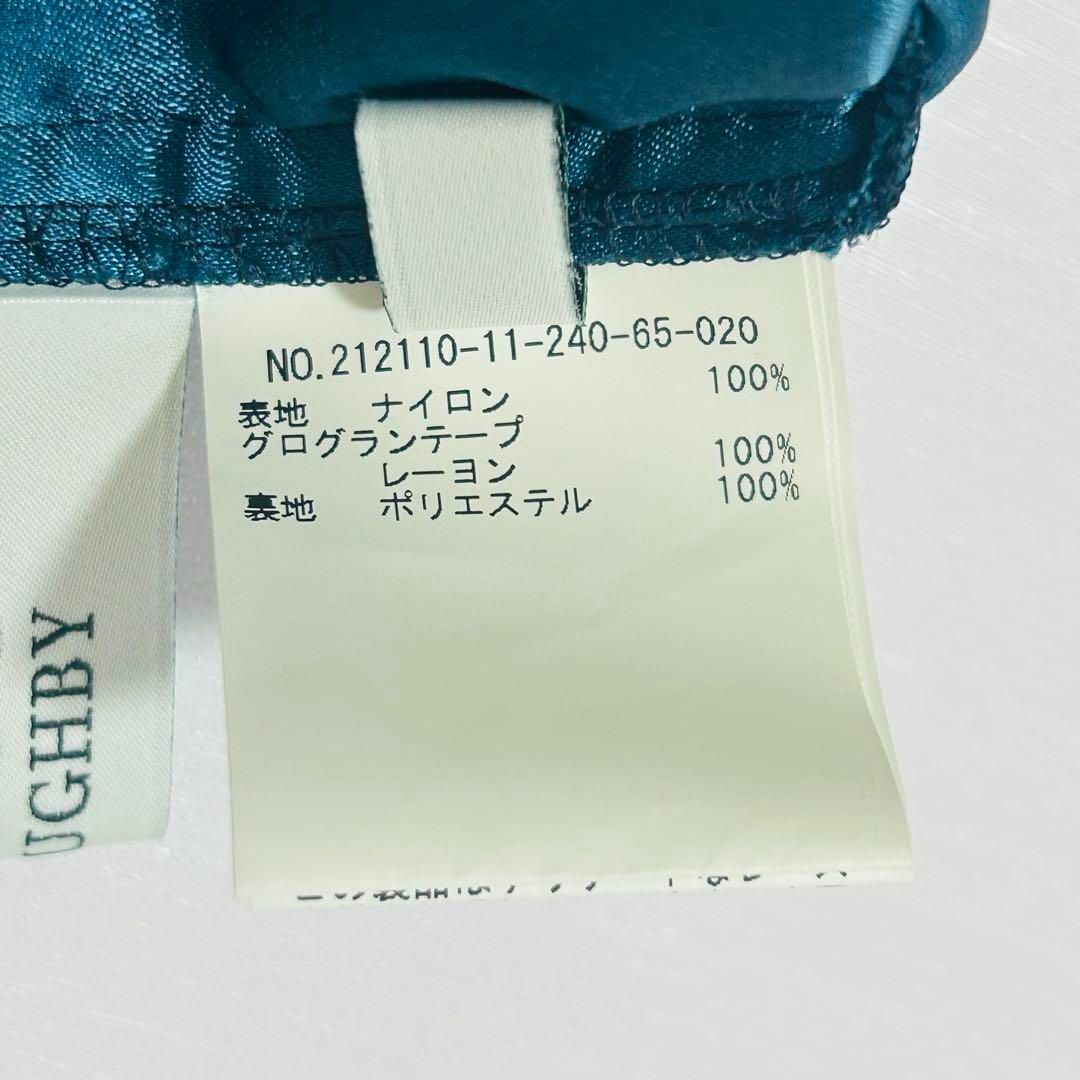 NO.212110-11-240-65-020
表地 ナイロン 100%
グログランテープ
レーヨン 100%
裏地 ポリエステル 100%
UGHBY